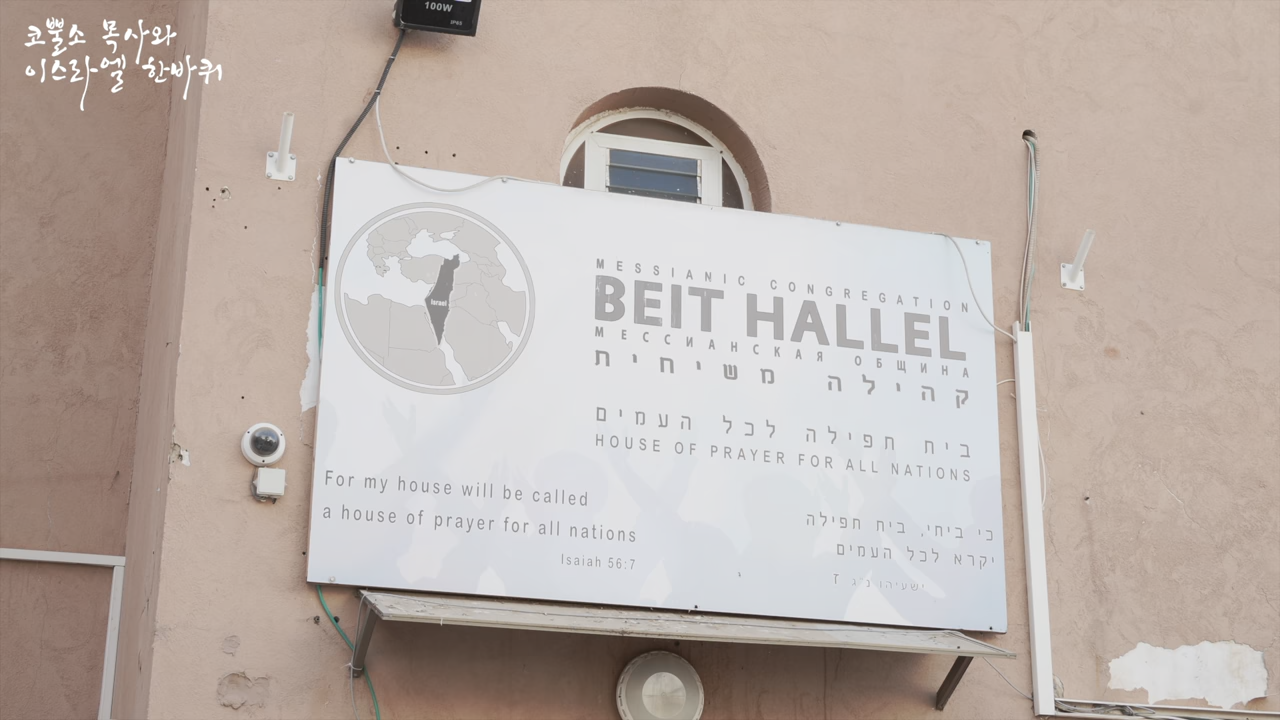 코뿔소 목사와
이스라엘 한바퀴
100W
IP65
Israel
MESSIANIC CONGREGATION
BEIT HALLEL
МЕССИАНСКАЯ ОБЩИНА
קהילה משיחית
בית תפילה לכל העמים
HOUSE OF PRAYER FOR ALL NATIONS
For my house will be called
a house of prayer for all nations
Isaiah 56:7
כי ביתי, בית תפילה
יקרא לכל העמים
ישעיהו נ